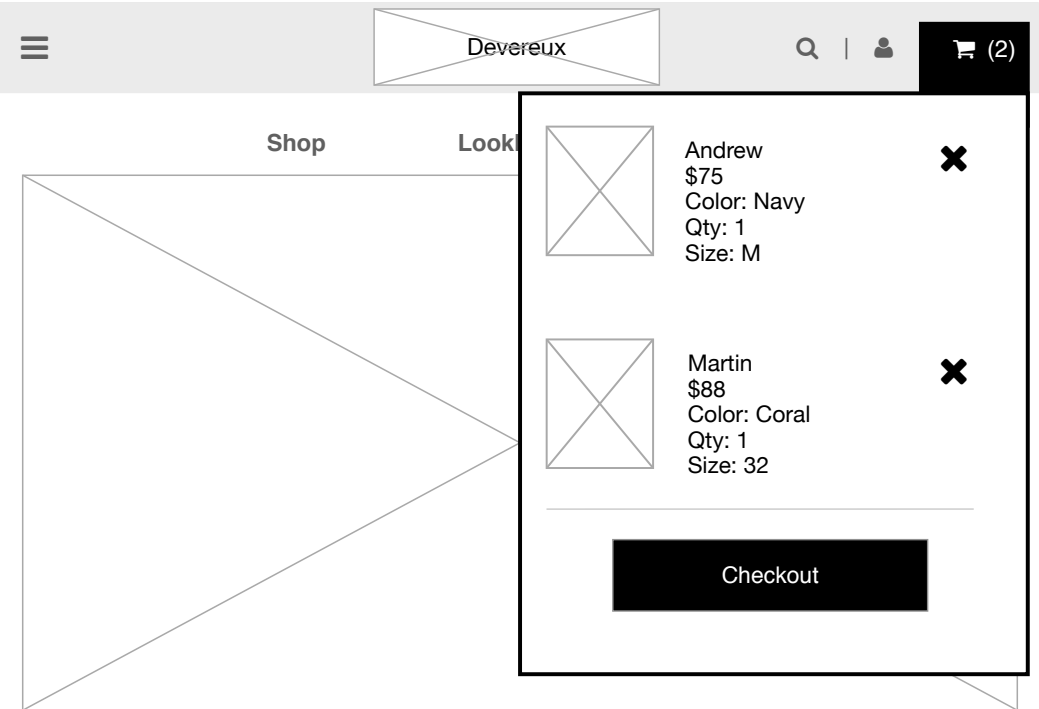 Devereux
|
(2)
Shop
Look
Andrew
$75
Color: Navy
Qty: 1
Size: M
Martin
$88
Color: Coral
Qty: 1
Size: 32
Checkout